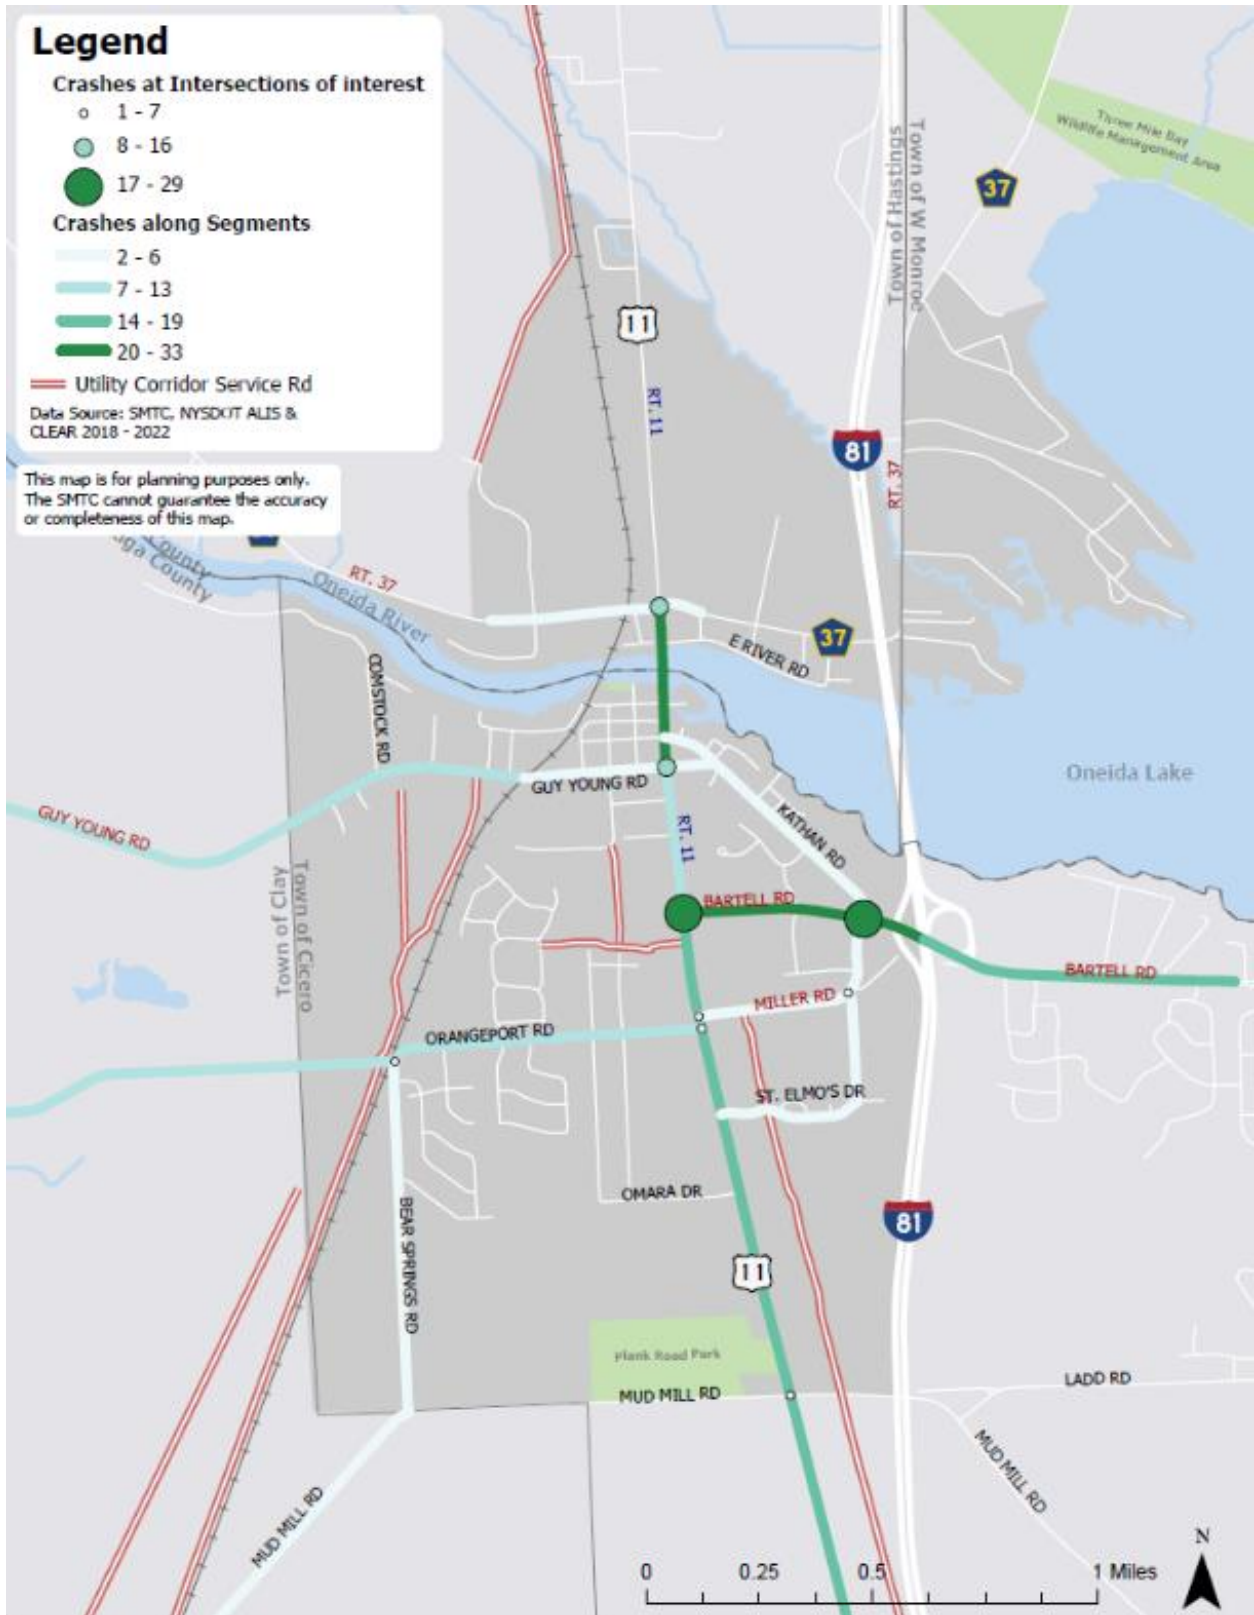 Legend
Crashes at Intersections of interest
1 - 7
8 - 16
17 - 29
Crashes along Segments
2 - 6
7 - 13
14 - 19
20 - 33
Utility Corridor Service Rd
Data Source: SMTC, NYSDOT ALIS &
CLEAR 2018 - 2022
This map is for planning purposes only.
The SMTC cannot guarantee the accuracy
or completeness of this map.
Three Mile Bay
Wildlife Management Area
Town of Hastings
Town of W Monroe
37
11
RT. 11
81
RT. 37
County
uga County
RT. 37
Oneida River
37
E RIVER RD
COMSTOCK RD
Oneida Lake
GUY YOUNG RD
GUY YOUNG RD
KATHAN RD
RT. 11
Town of Clay
Town of Cicero
BARTELL RD
BARTELL RD
MILLER RD
ORANGEPORT RD
ST. ELMO'S DR
OMARA DR
BEAR SPRINGS RD
81
11
Plank Road Park
MUD MILL RD
LADD RD
MUD MILL RD
MUD MILL RD
N
0 0.25 0.5 1 Miles